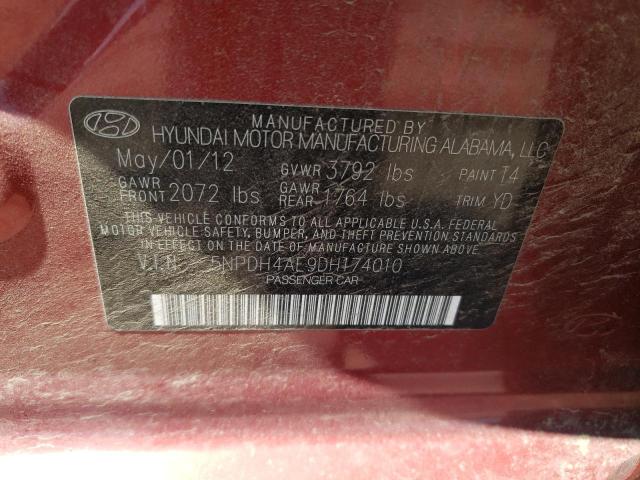 MANUFACTURED BY
HYUNDAI MOTOR MANUFACTURING ALABAMA, LLC
May/01/12 GVWR 3792 lbs PAINT T4
GAWR FRONT 2072 lbs GAWR REAR 1764 lbs TRIM YD
THIS VEHICLE CONFORMS TO ALL APPLICABLE U.S.A. FEDERAL
MOTOR VEHICLE SAFETY, BUMPER, AND THEFT PREVENTION STANDARDS
IN EFFECT ON THE DATE OF MANUFACTURE SHOWN ABOVE.
V.I.N. : 5NPDH4AE9DH174010
PASSENGER CAR